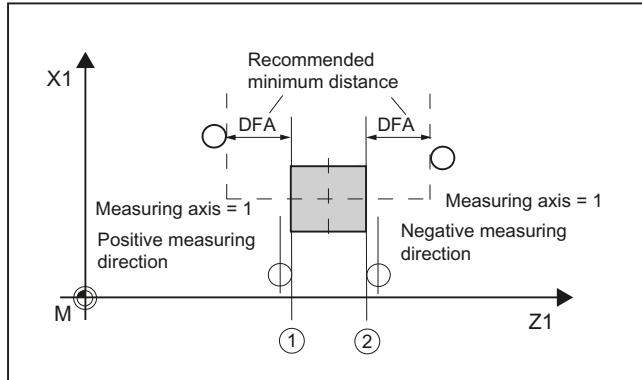 X1
Recommended
minimum distance
DFA
DFA
Measuring axis = 1
Positive measuring
direction
Measuring axis = 1
Negative measuring
direction
M
1
2
Z1